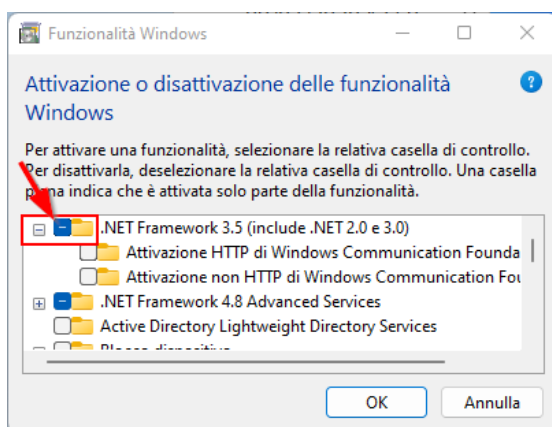 Funzionalità Windows
Attivazione o disattivazione delle funzionalità
Windows
Per attivare una funzionalità, selezionare la relativa casella di controllo.
Per disattivarla, deselezionare la relativa casella di controllo. Una casella
piena indica che è attivata solo parte della funzionalità.
.NET Framework 3.5 (include .NET 2.0 e 3.0)
Attivazione HTTP di Windows Communication Founda
Attivazione non HTTP di Windows Communication Fou
.NET Framework 4.8 Advanced Services
Active Directory Lightweight Directory Services
Blocco dispositivo
OK Annulla